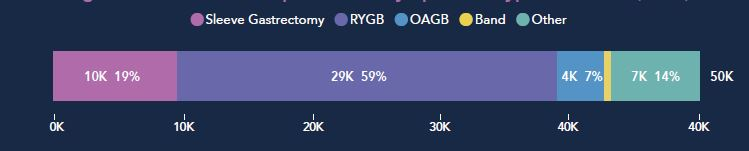 Sleeve Gastrectomy RYGB OAGB Band Other
10K 19% 29K 59% 4K 7% 7K 14% 50K
0K 10K 20K 30K 40K 40K